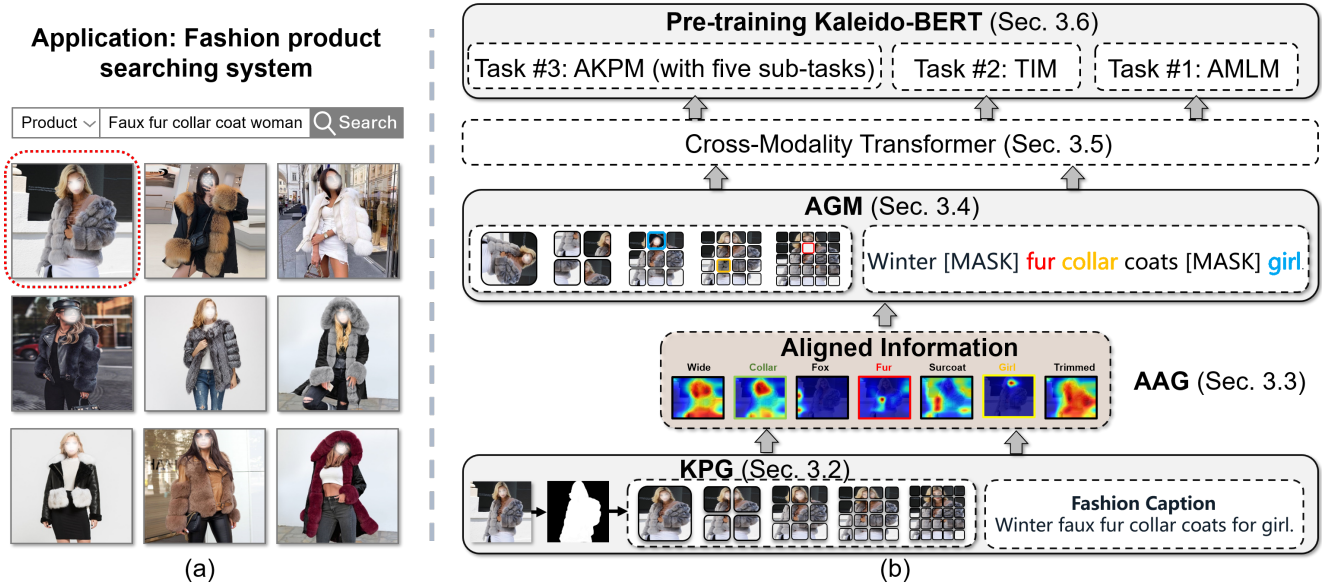 Application: Fashion product
searching system
Product
Faux fur collar coat woman
Search
(a)
Pre-training Kaleido-BERT (Sec. 3.6)
Task #3: AKPM (with five sub-tasks)
Task #2: TIM
Task #1: AMLM
Cross-Modality Transformer (Sec. 3.5)
AGM (Sec. 3.4)
Winter [MASK] fur collar coats [MASK] girl.
Aligned Information
Wide
Collar
Fox
Fur
Surcoat
Girl
Trimmed
AAG (Sec. 3.3)
KPG (Sec. 3.2)
Fashion Caption
Winter faux fur collar coats for girl.
(b)